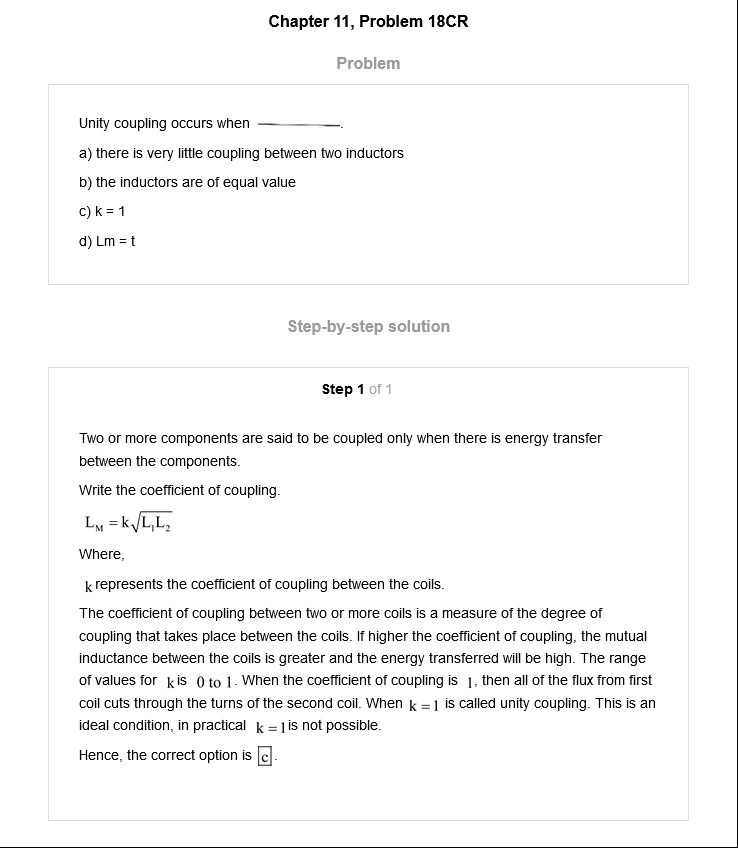 Chapter 11, Problem 18CR
Problem
Unity coupling occurs when ________.
a) there is very little coupling between two inductors
b) the inductors are of equal value
c) k = 1
d) Lm = t
Step-by-step solution
Step 1 of 1
Two or more components are said to be coupled only when there is energy transfer
between the components.
Write the coefficient of coupling.
L_M = k√(L₁L₂)
Where,
k represents the coefficient of coupling between the coils.
The coefficient of coupling between two or more coils is a measure of the degree of
coupling that takes place between the coils. If higher the coefficient of coupling, the mutual
inductance between the coils is greater and the energy transferred will be high. The range
of values for k is 0 to 1. When the coefficient of coupling is 1, then all of the flux from first
coil cuts through the turns of the second coil. When k = 1 is called unity coupling. This is an
ideal condition, in practical k = 1 is not possible.
Hence, the correct option is c.